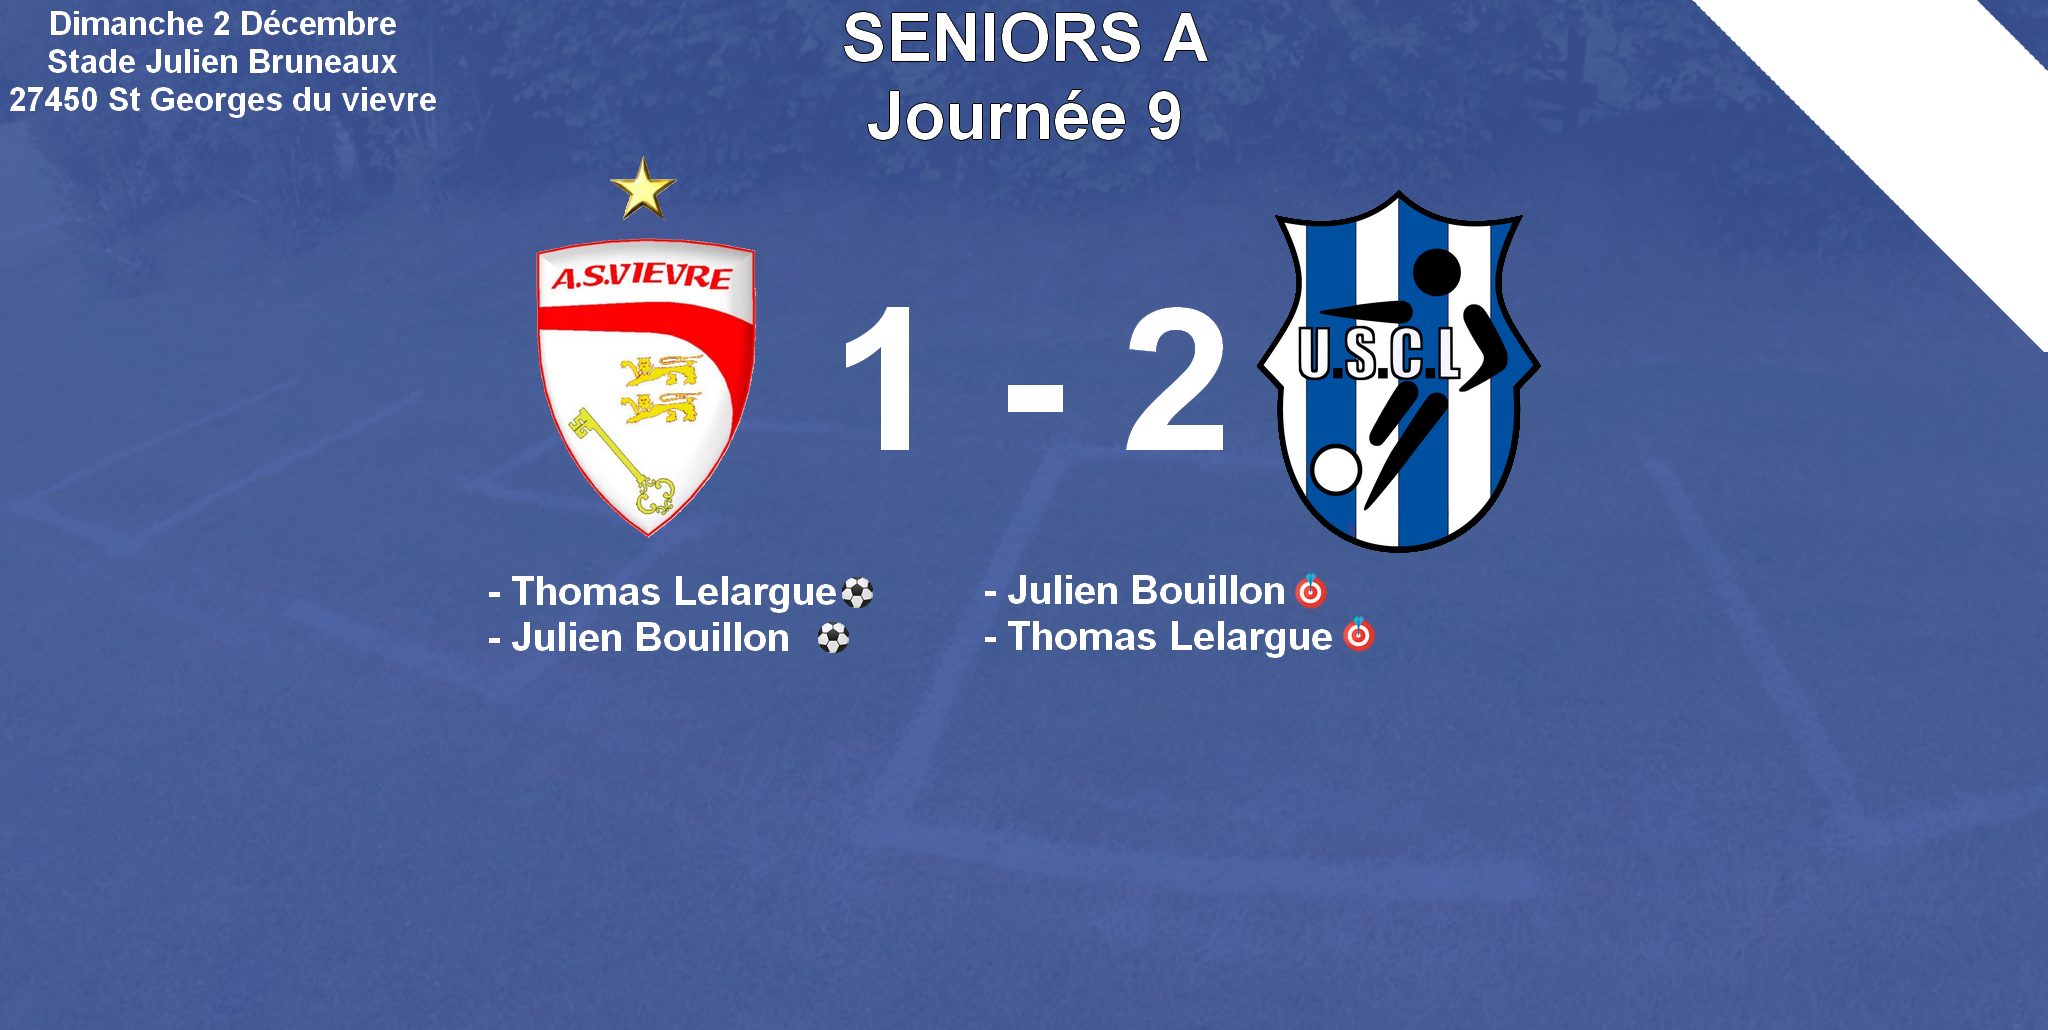 Dimanche 2 Décembre
Stade Julien Bruneaux
27450 St Georges du vievre
SENIORS A
Journée 9
A.S.VIEVRE
SG
1 - 2
U.S.C.L
- Thomas Lelargue
- Julien Bouillon
- Julien Bouillon
- Thomas Lelargue